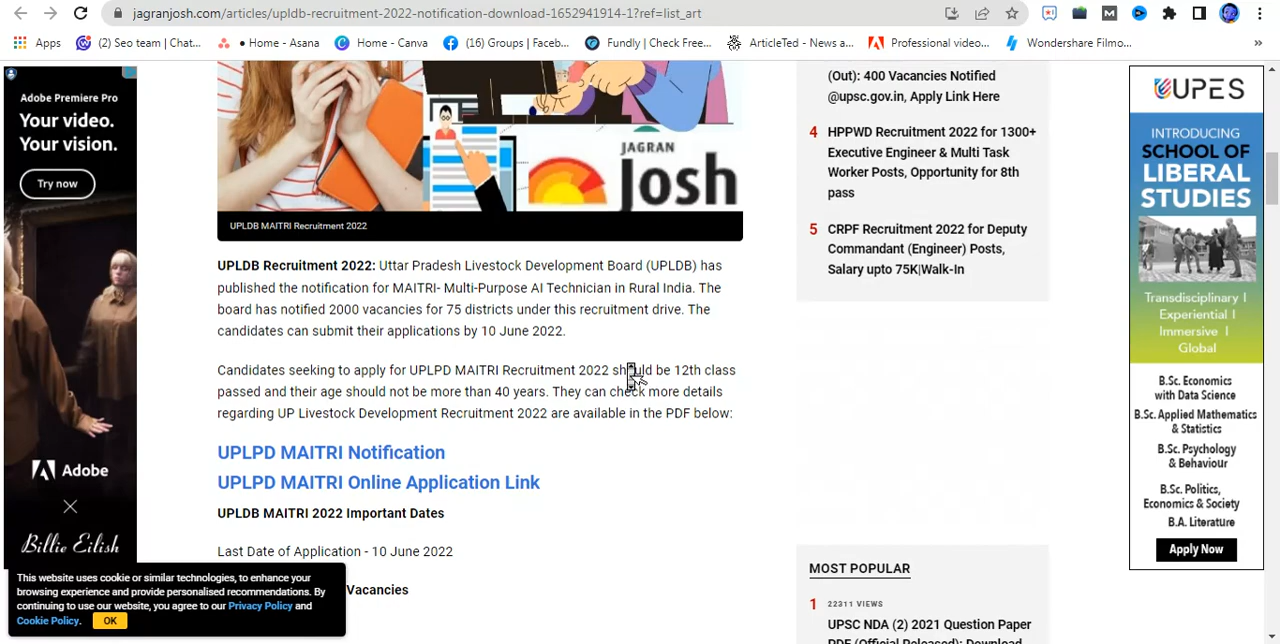 jagranjosh.com/articles/upldb-recruitment-2022-notification-download-1652941914-1?ref=list_art
Apps
(2) Seo team | Chat...
• Home - Asana
Home - Canva
(16) Groups | Faceb...
Fundly | Check Free...
ArticleTed - News a...
Professional video...
Wondershare Filmo...
»
Adobe Premiere Pro
Your video.
Your vision.
Try now
Adobe
Billie Eilish
JAGRAN
Josh
UPLDB MAITRI Recruitment 2022
UPLDB Recruitment 2022: Uttar Pradesh Livestock Development Board (UPLDB) has
published the notification for MAITRI- Multi-Purpose AI Technician in Rural India. The
board has notified 2000 vacancies for 75 districts under this recruitment drive. The
candidates can submit their applications by 10 June 2022.
Candidates seeking to apply for UPLPD MAITRI Recruitment 2022 should be 12th class
passed and their age should not be more than 40 years. They can check more details
regarding UP Livestock Development Recruitment 2022 are available in the PDF below:
UPLPD MAITRI Notification
UPLPD MAITRI Online Application Link
UPLDB MAITRI 2022 Important Dates
Last Date of Application - 10 June 2022
Vacancies
This website uses cookie or similar technologies, to enhance your
browsing experience and provide personalised recommendations. By
continuing to use our website, you agree to our Privacy Policy and
Cookie Policy.
OK
(Out): 400 Vacancies Notified
@upsc.gov.in, Apply Link Here
4 HPPWD Recruitment 2022 for 1300+
Executive Engineer & Multi Task
Worker Posts, Opportunity for 8th
pass
5 CRPF Recruitment 2022 for Deputy
Commandant (Engineer) Posts,
Salary upto 75K|Walk-In
MOST POPULAR
1 22311 VIEWS
UPSC NDA (2) 2021 Question Paper
PDF (Official Released): Download
UPES
INTRODUCING
SCHOOL OF
LIBERAL
STUDIES
Transdisciplinary I
Experiential I
Immersive I
Global
B.Sc. Economics
with Data Science
B.Sc. Applied Mathematics
& Statistics
B.Sc. Psychology
& Behaviour
B.Sc. Politics,
Economics & Society
B.A. Literature
Apply Now